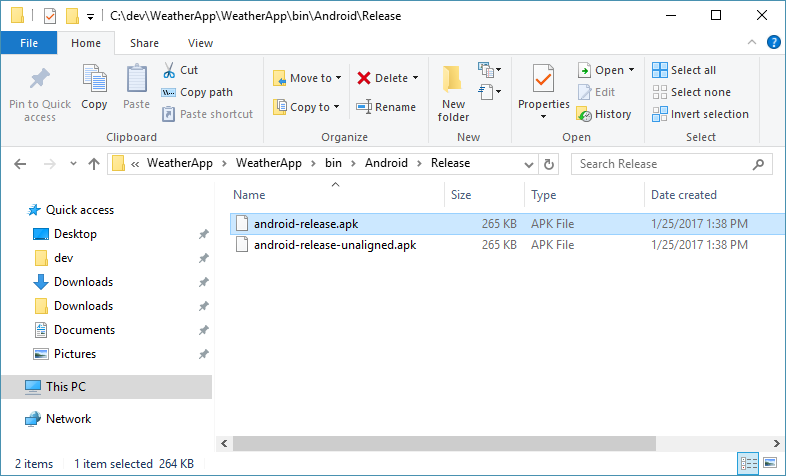 C:\dev\WeatherApp\WeatherApp\bin\Android\Release
File Home Share View
Pin to Quick access
Copy
Paste
Cut
Copy path
Paste shortcut
Clipboard
Move to
Copy to
Delete
Rename
Organize
New folder
New
Properties
Open
Edit
History
Open
Select all
Select none
Invert selection
Select
« WeatherApp > WeatherApp > bin > Android > Release
Search Release
Name Size Type Date created
android-release.apk 265 KB APK File 1/25/2017 1:38 PM
android-release-unaligned.apk 265 KB APK File 1/25/2017 1:38 PM
Quick access
Desktop
dev
Downloads
Downloads
Documents
Pictures
This PC
Network
2 items 1 item selected 264 KB